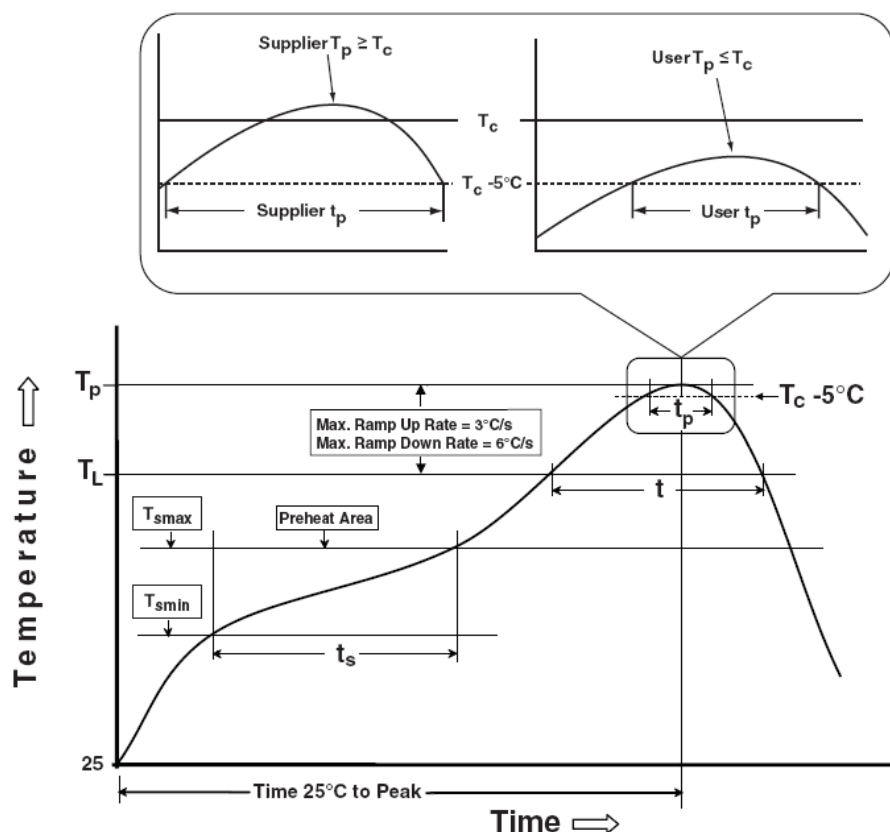 Supplier Tp ≥ Tc
User Tp ≤ Tc
Tc
Tc -5°C
Supplier tp
User tp
Tp
Tc -5°C
tp
Max. Ramp Up Rate = 3°C/s
Max. Ramp Down Rate = 6°C/s
TL
t
Tsmax
Preheat Area
Tsmin
ts
Temperature
25
Time 25°C to Peak
Time